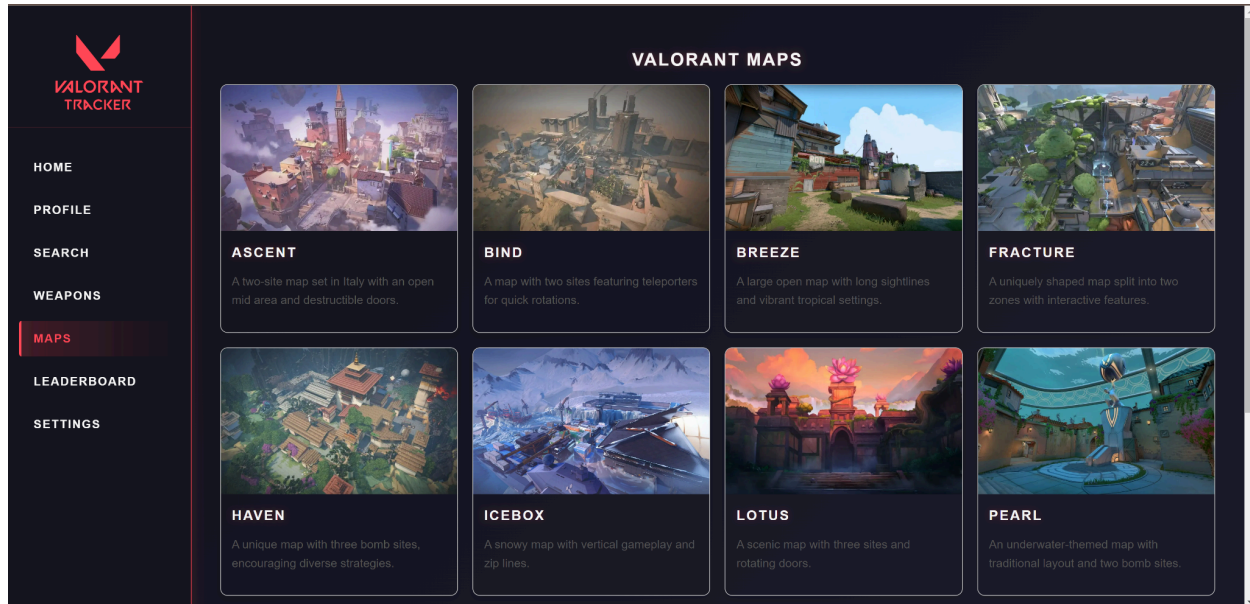 VALORANT
TRACKER
HOME
PROFILE
SEARCH
WEAPONS
MAPS
LEADERBOARD
SETTINGS
VALORANT MAPS
ASCENT
A two-site map set in Italy with an open
mid area and destructible doors.
BIND
A map with two sites featuring teleporters
for quick rotations.
BREEZE
A large open map with long sightlines
and vibrant tropical settings.
FRACTURE
A uniquely shaped map split into two
zones with interactive features.
HAVEN
A unique map with three bomb sites,
encouraging diverse strategies.
ICEBOX
A snowy map with vertical gameplay and
zip lines.
LOTUS
A scenic map with three sites and
rotating doors.
PEARL
An underwater-themed map with
traditional layout and two bomb sites.